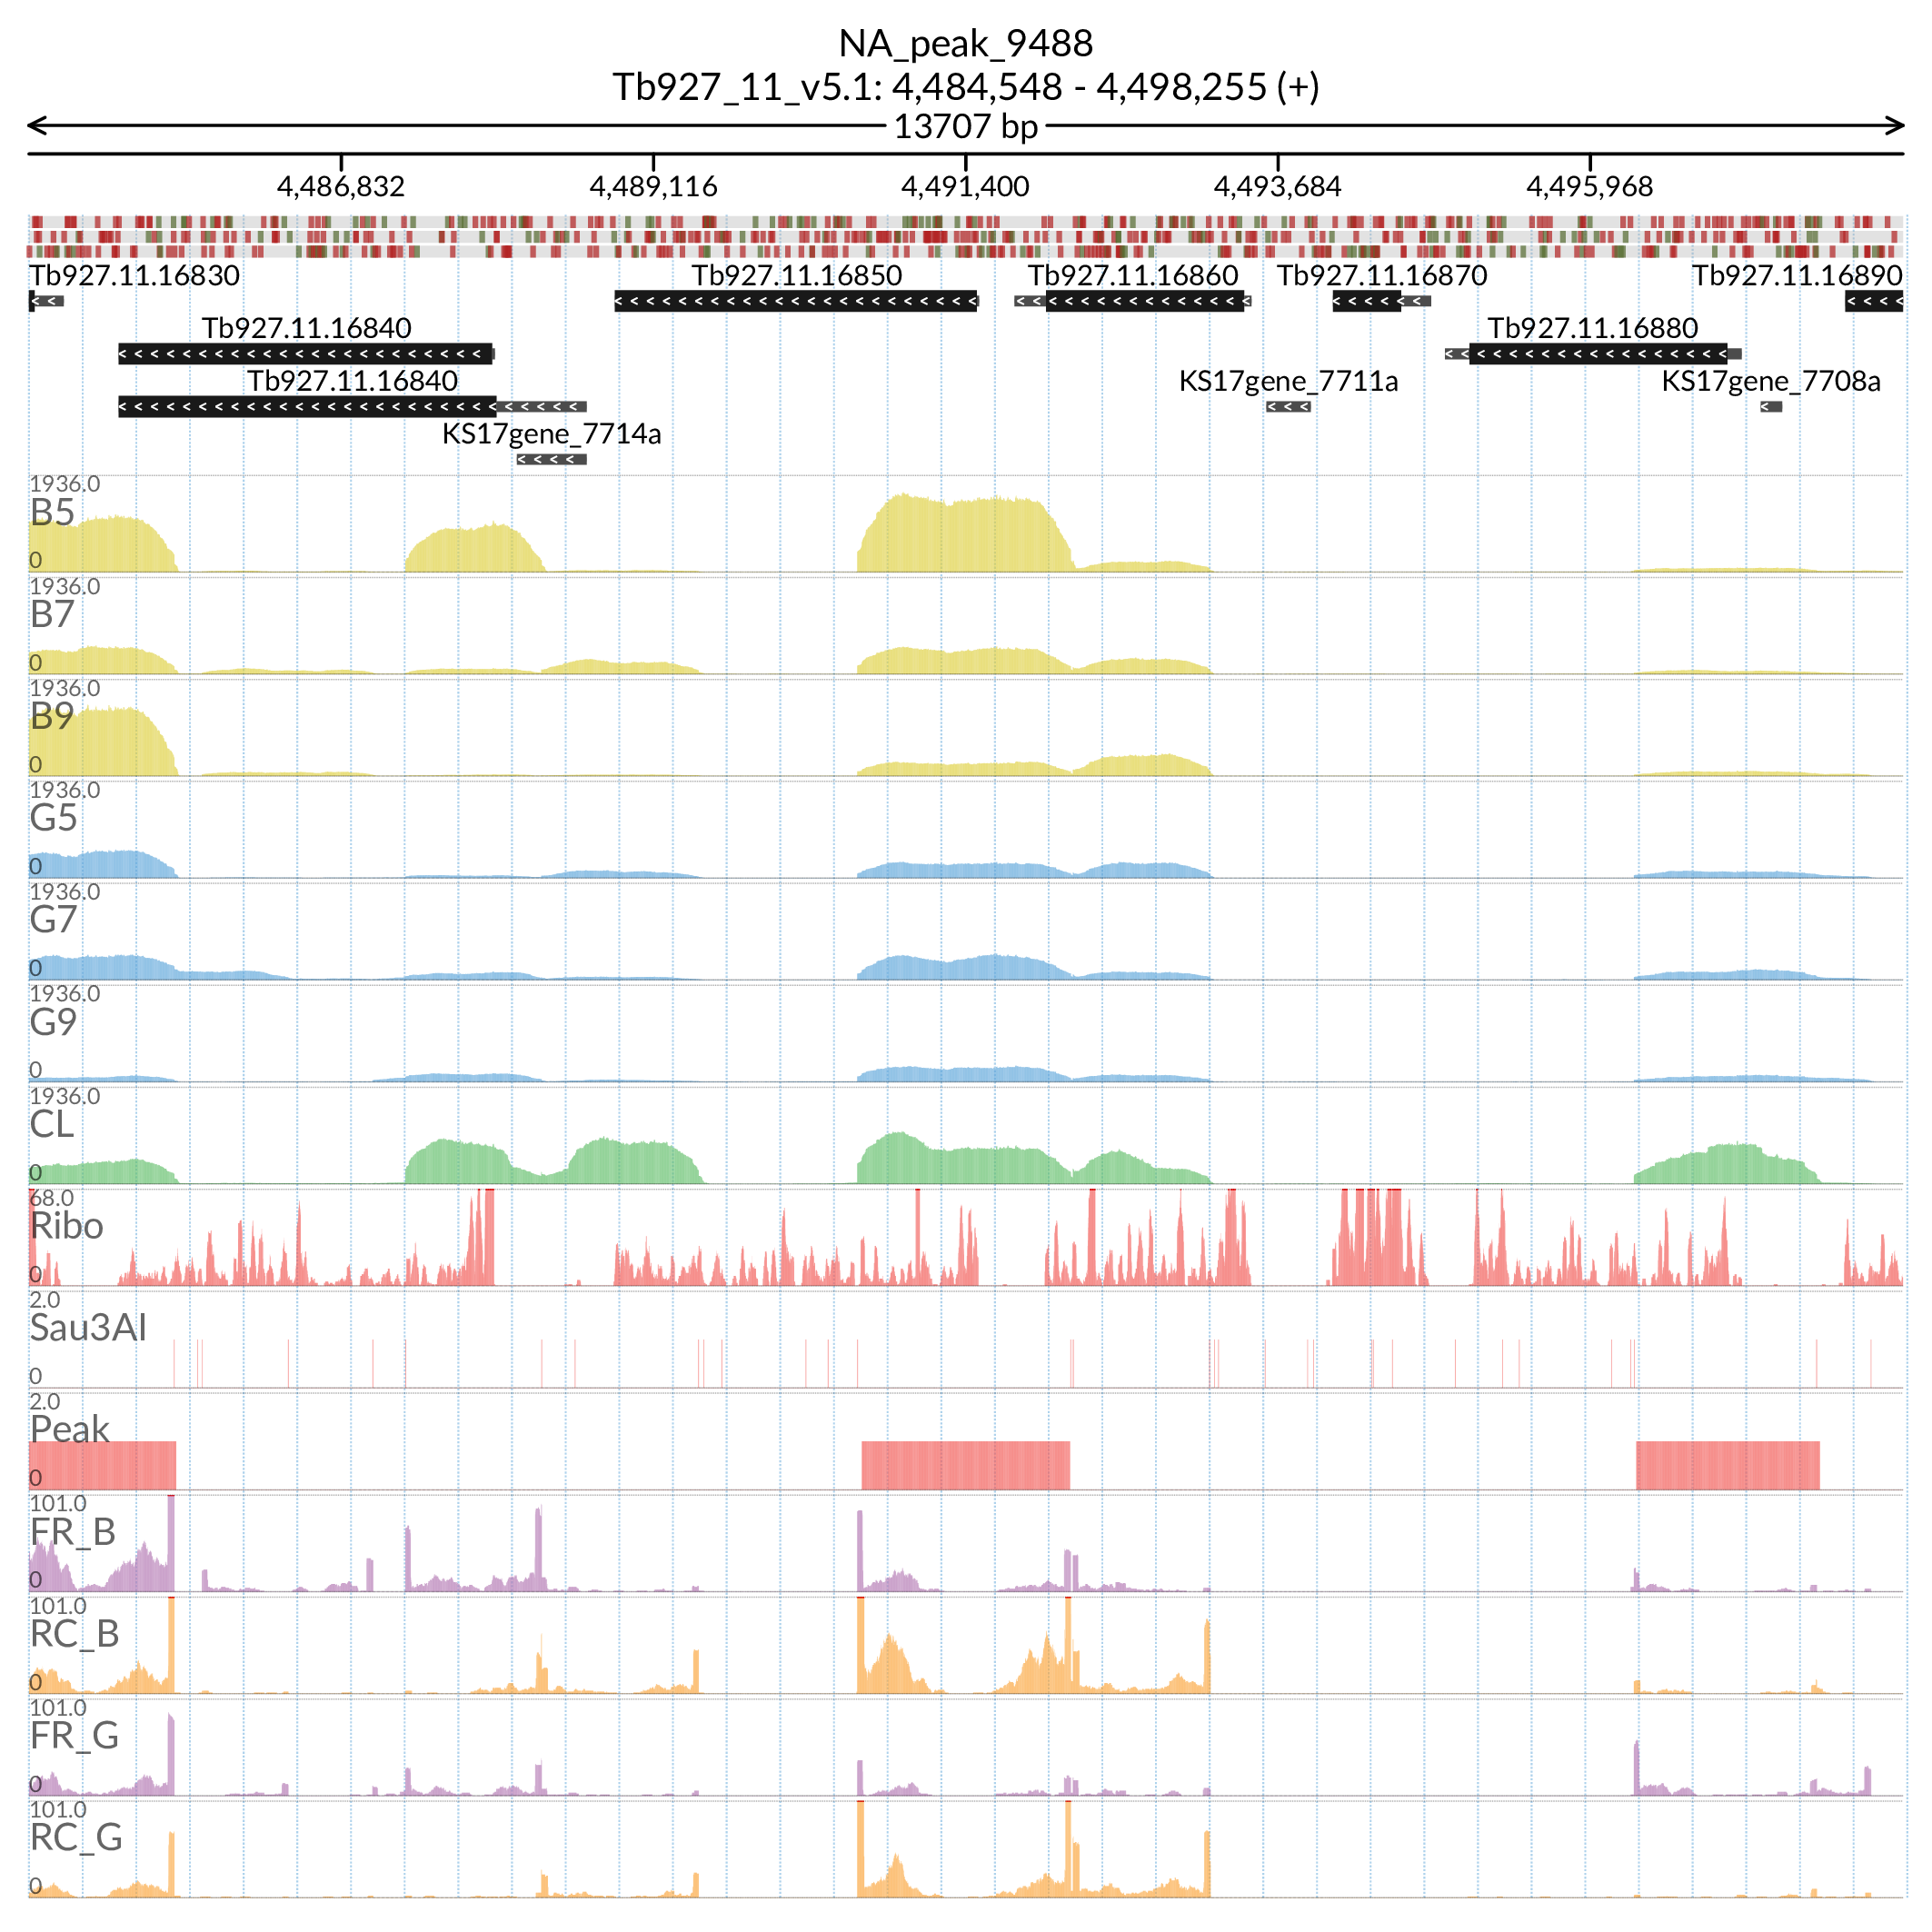 NA_peak_9488
Tb927_11_v5.1: 4,484,548 - 4,498,255 (+)
13707 bp
4,486,832 4,489,116 4,491,400 4,493,684 4,495,968
Tb927.11.16830 Tb927.11.16850 Tb927.11.16860 Tb927.11.16870 Tb927.11.16890
Tb927.11.16840 Tb927.11.16880
Tb927.11.16840 KS17gene_7711a KS17gene_7708a
KS17gene_7714a
1936.0
B5
0
1936.0
B7
0
1936.0
B9
0
1936.0
G5
0
1936.0
G7
0
1936.0
G9
0
1936.0
CL
0
68.0
Ribo
0
2.0
Sau3AI
0
2.0
Peak
0
101.0
FR_B
0
101.0
RC_B
0
101.0
FR_G
0
101.0
RC_G
0